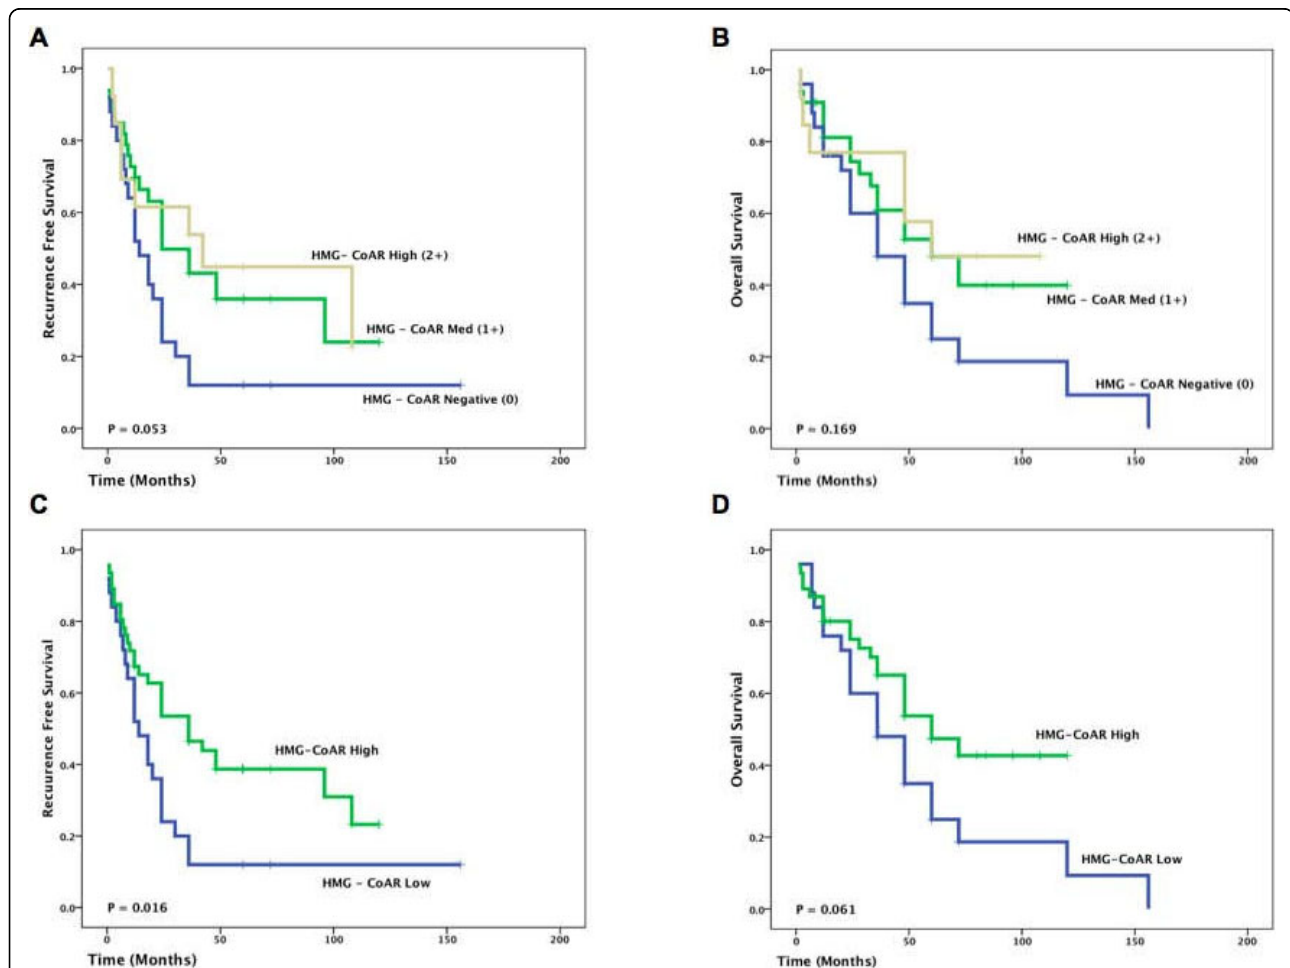 A
1.0
0.8
0.6
0.4
0.2
0.0
Recurrence Free Survival
HMG- CoAR High (2+)
HMG - CoAR Med (1+)
HMG - CoAR Negative (0)
P = 0.053
0 50 100 150 200
Time (Months)
B
1.0
0.8
0.6
0.4
0.2
0.0
Overall Survival
HMG - CoAR High (2+)
HMG - CoAR Med (1+)
HMG - CoAR Negative (0)
P = 0.169
0 50 100 150 200
Time (Months)
C
1.0
0.8
0.6
0.4
0.2
0.0
Recuurence Free Survival
HMG-CoAR High
HMG - CoAR Low
P = 0.016
0 50 100 150 200
Time (Months)
D
1.0
0.8
0.6
0.4
0.2
0.0
Overall Survival
HMG-CoAR High
HMG-CoAR Low
P = 0.061
0 50 100 150 200
Time (Months)